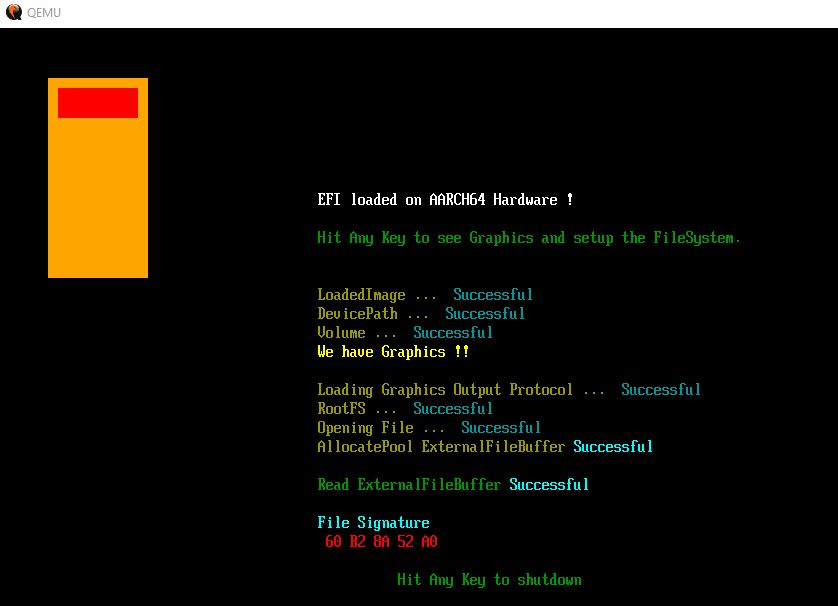 QEMU
EFI loaded on AARCH64 Hardware !
Hit Any Key to see Graphics and setup the FileSystem.
LoadedImage ... Successful
DevicePath ... Successful
Volume ... Successful
We have Graphics !!
Loading Graphics Output Protocol ... Successful
RootFS ... Successful
Opening File ... Successful
AllocatePool ExternalFileBuffer Successful
Read ExternalFileBuffer Successful
File Signature
60 B2 8A 52 A0
Hit Any Key to shutdown